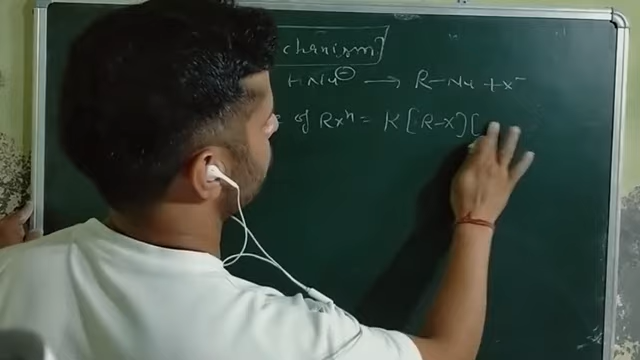 chanism]
+Nu⊖ ⟶ R-Nu + X⁻
of Rxⁿ = K[R-X][